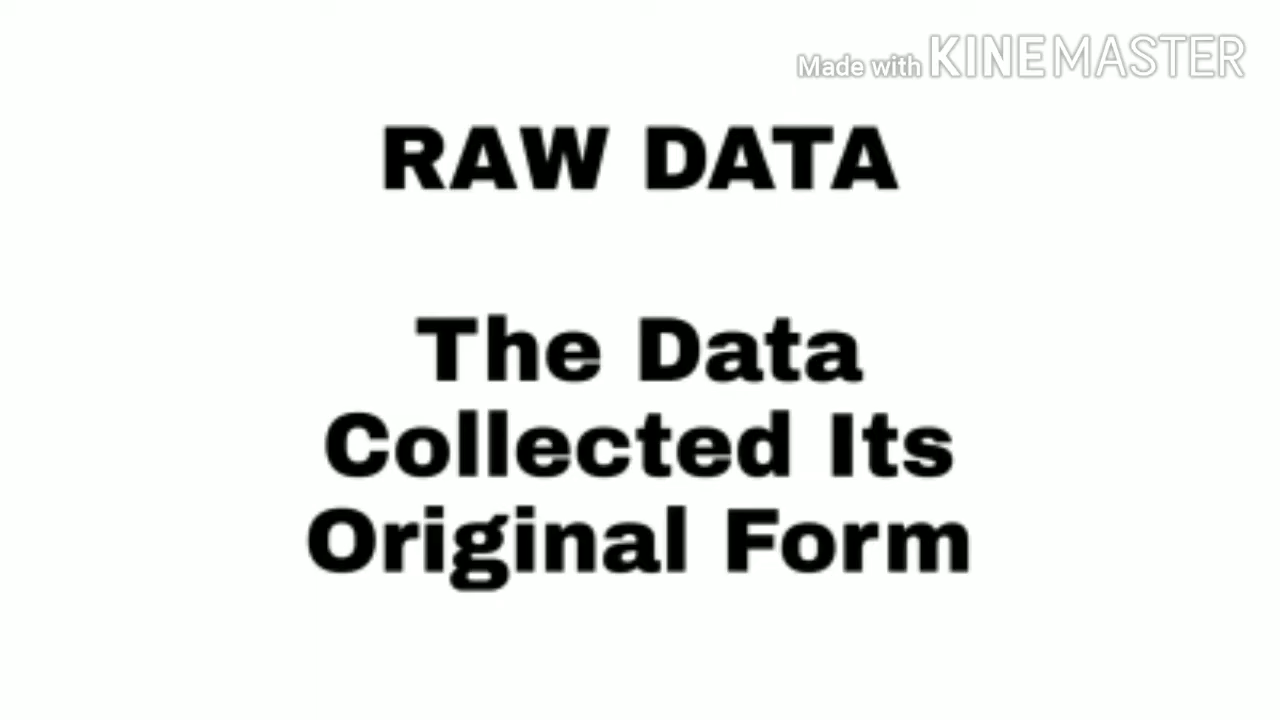 Made with KINEMASTER
RAW DATA
The Data
Collected Its
Original Form